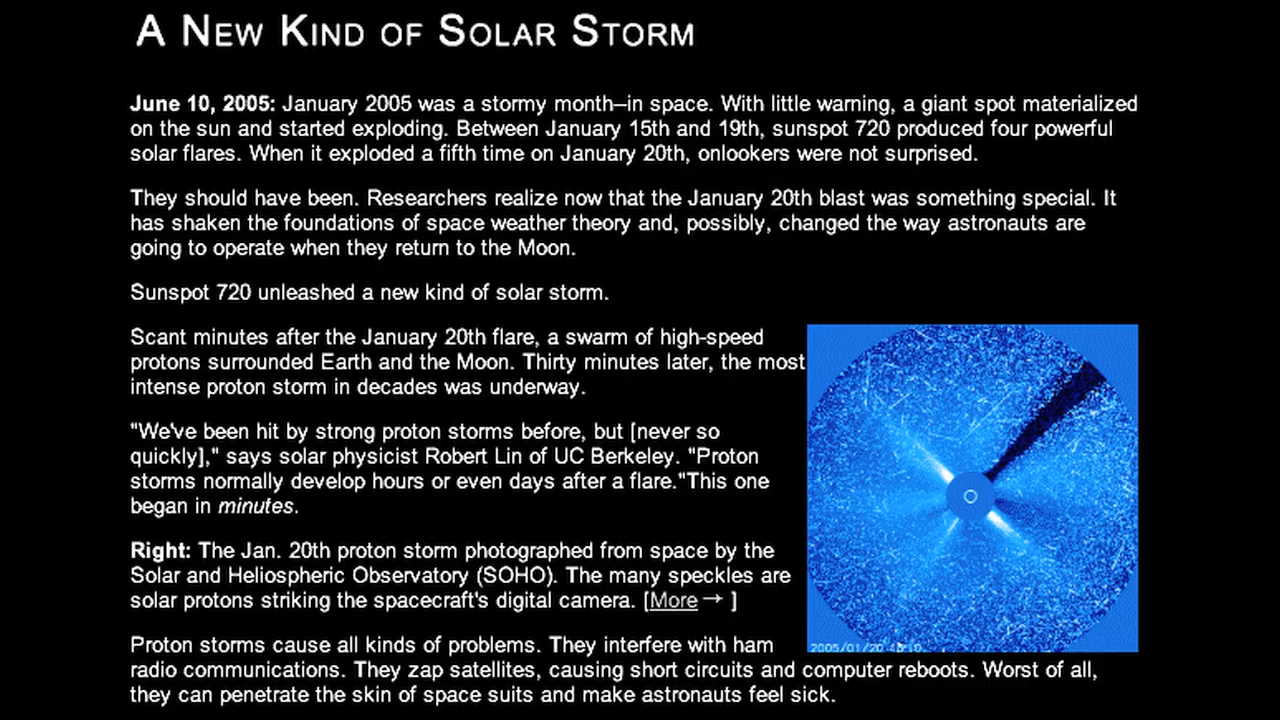 A New Kind of Solar Storm
June 10, 2005: January 2005 was a stormy month—in space. With little warning, a giant spot materialized
on the sun and started exploding. Between January 15th and 19th, sunspot 720 produced four powerful
solar flares. When it exploded a fifth time on January 20th, onlookers were not surprised.
They should have been. Researchers realize now that the January 20th blast was something special. It
has shaken the foundations of space weather theory and, possibly, changed the way astronauts are
going to operate when they return to the Moon.
Sunspot 720 unleashed a new kind of solar storm.
Scant minutes after the January 20th flare, a swarm of high-speed
protons surrounded Earth and the Moon. Thirty minutes later, the most
intense proton storm in decades was underway.
"We've been hit by strong proton storms before, but [never so
quickly]," says solar physicist Robert Lin of UC Berkeley. "Proton
storms normally develop hours or even days after a flare."This one
began in minutes.
Right: The Jan. 20th proton storm photographed from space by the
Solar and Heliospheric Observatory (SOHO). The many speckles are
solar protons striking the spacecraft's digital camera. [More → ]
2005/01/20
Proton storms cause all kinds of problems. They interfere with ham
radio communications. They zap satellites, causing short circuits and computer reboots. Worst of all,
they can penetrate the skin of space suits and make astronauts feel sick.